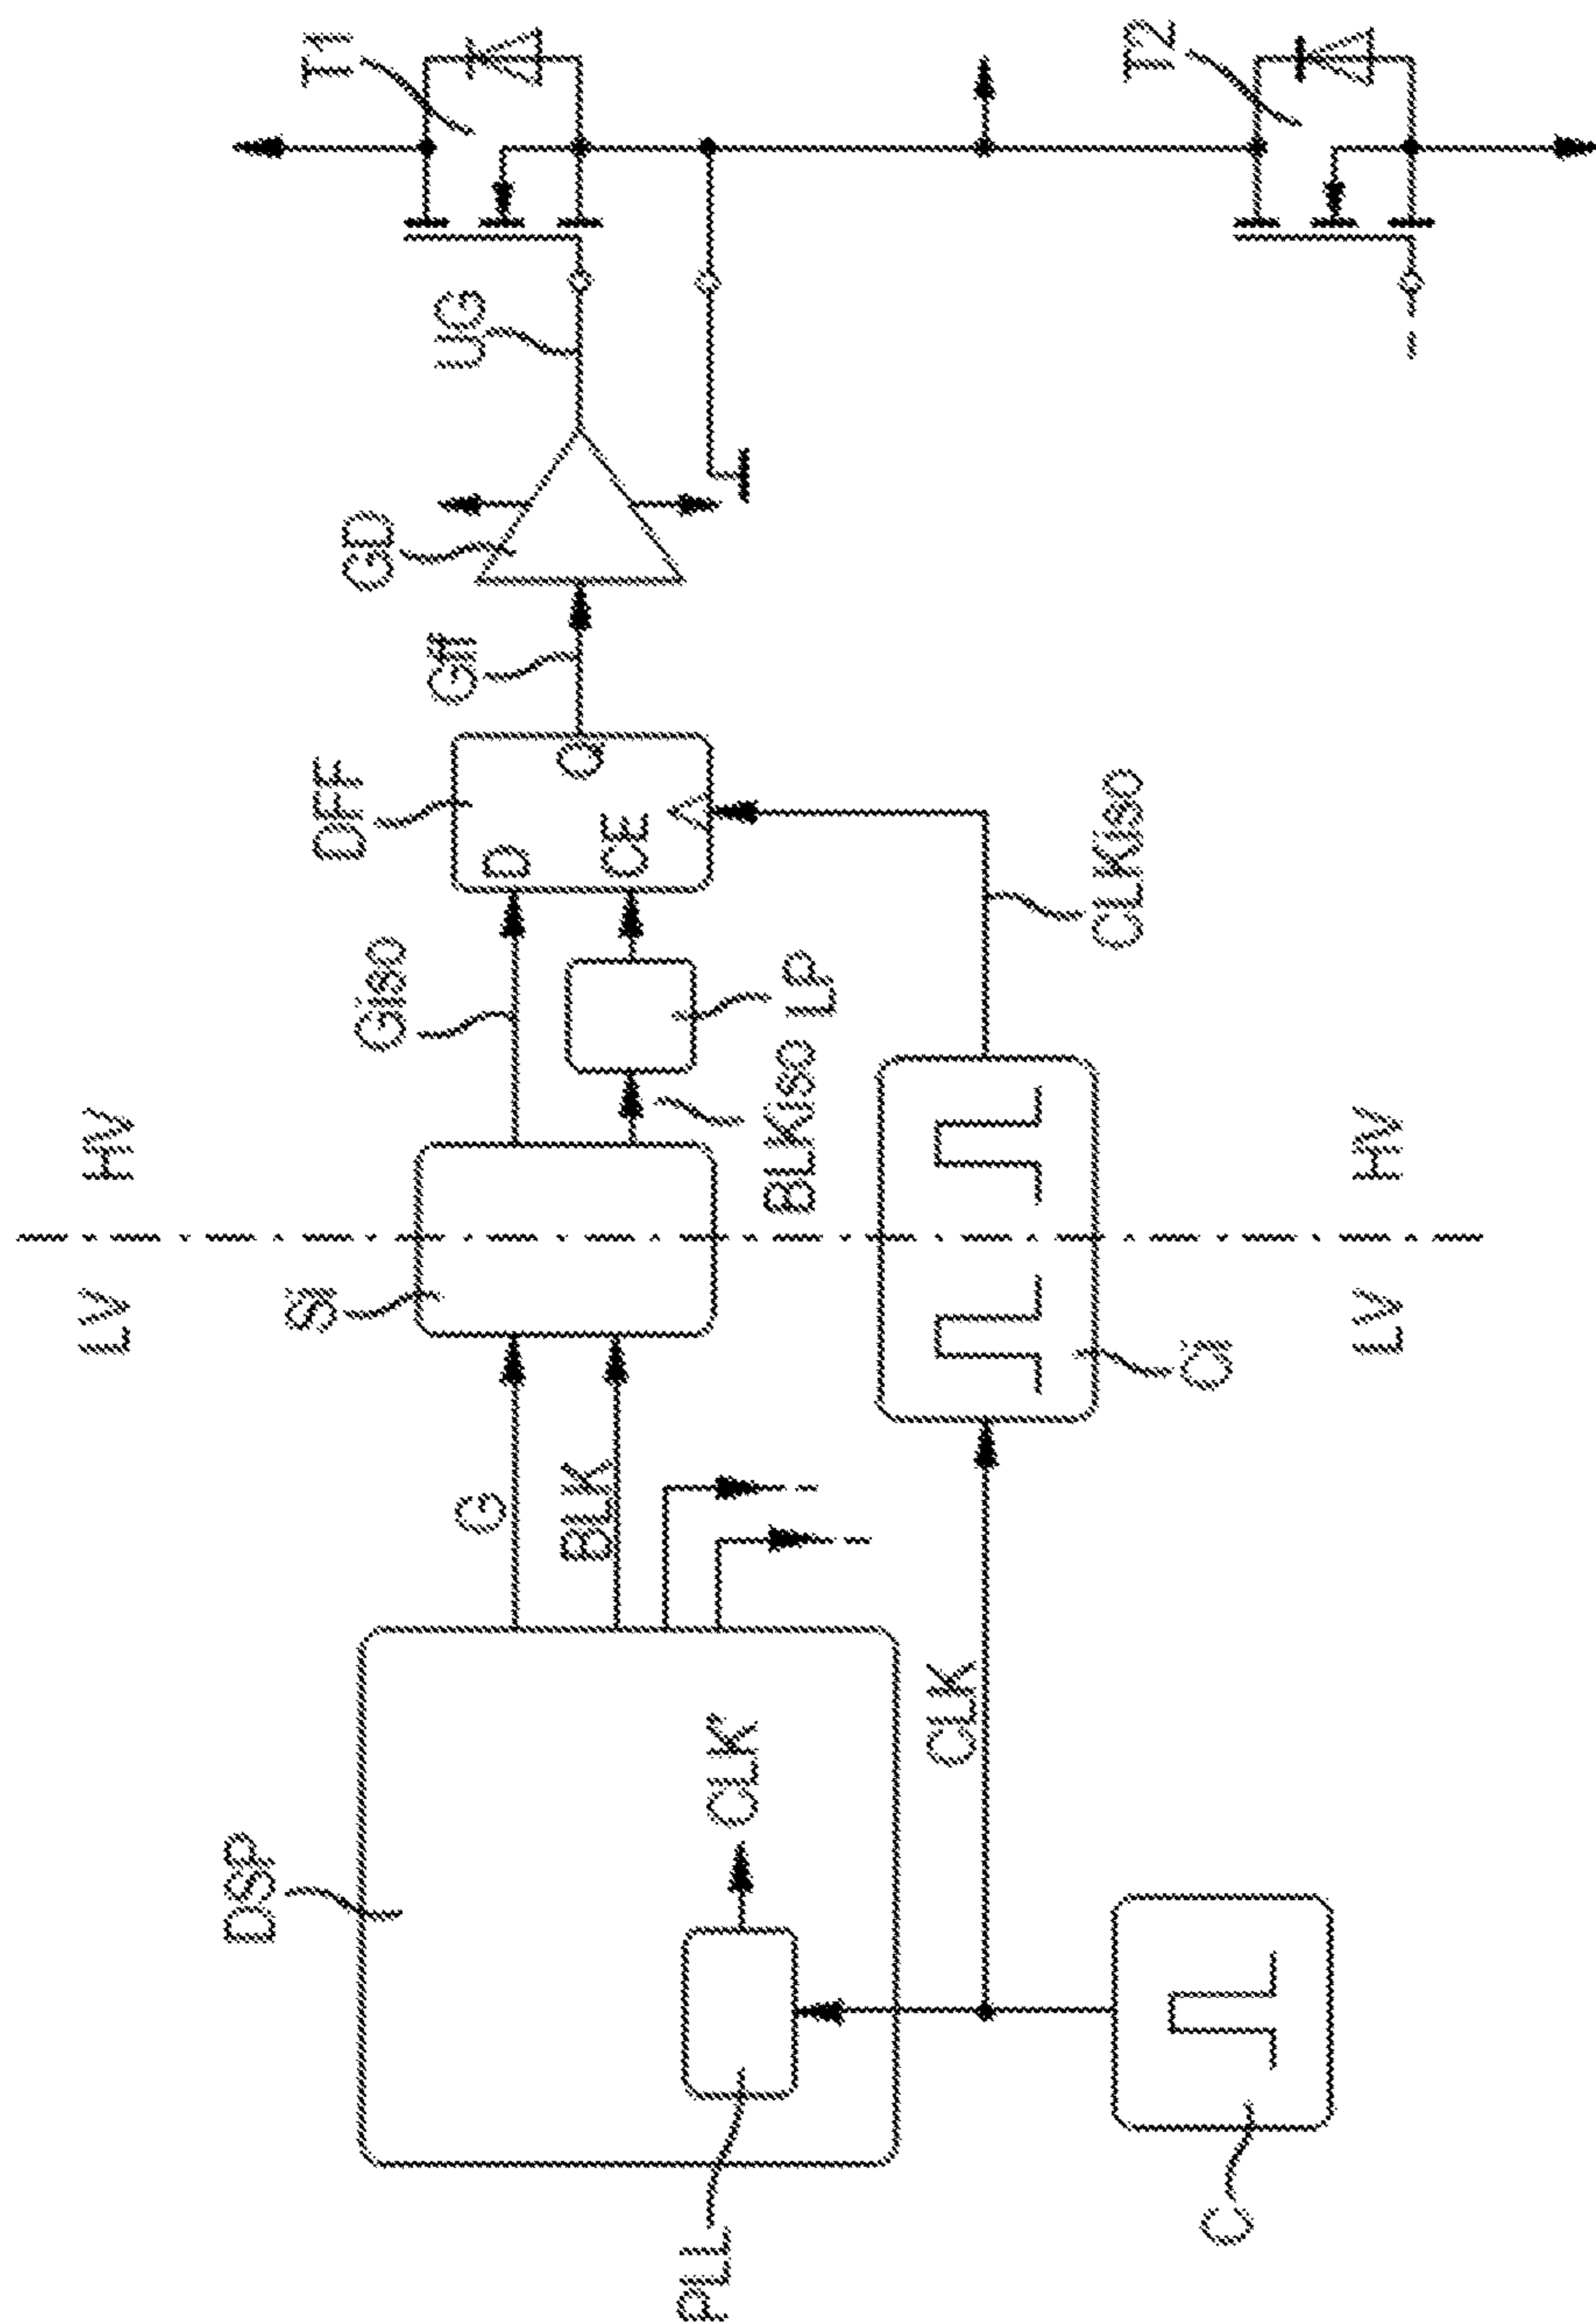 LV
HV
T1
DSP
SI
Giso
DFF
Gff
GD
UG
G
D
Q
BLK
CE
PLL
CLK'
BLKiso
LP
CLK
CLKiso
T2
C
CI
LV
HV